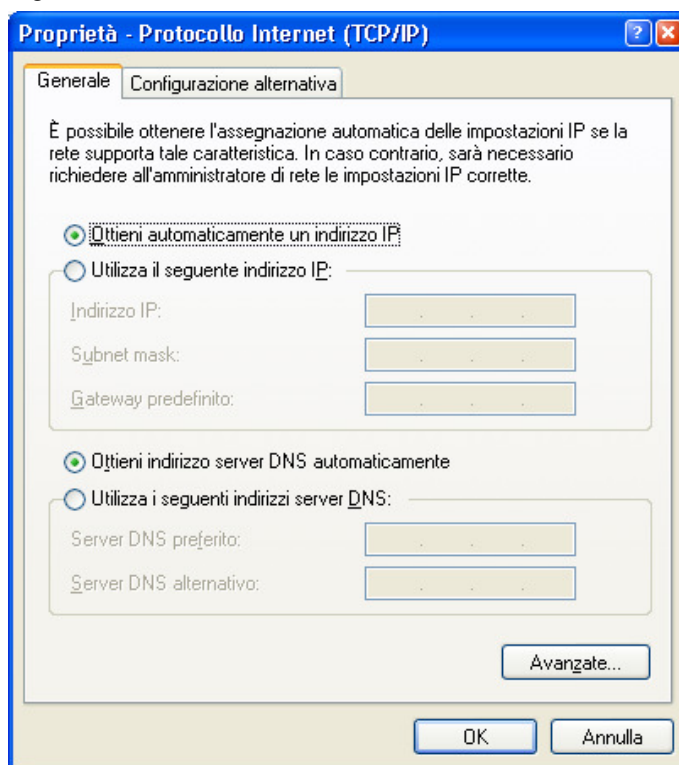 Proprietà - Protocollo Internet (TCP/IP)
Generale
Configurazione alternativa
È possibile ottenere l'assegnazione automatica delle impostazioni IP se la
rete supporta tale caratteristica. In caso contrario, sarà necessario
richiedere all'amministratore di rete le impostazioni IP corrette.
Ottieni automaticamente un indirizzo IP
Utilizza il seguente indirizzo IP:
Indirizzo IP:
Subnet mask:
Gateway predefinito:
Ottieni indirizzo server DNS automaticamente
Utilizza i seguenti indirizzi server DNS:
Server DNS preferito:
Server DNS alternativo:
Avanzate...
OK
Annulla